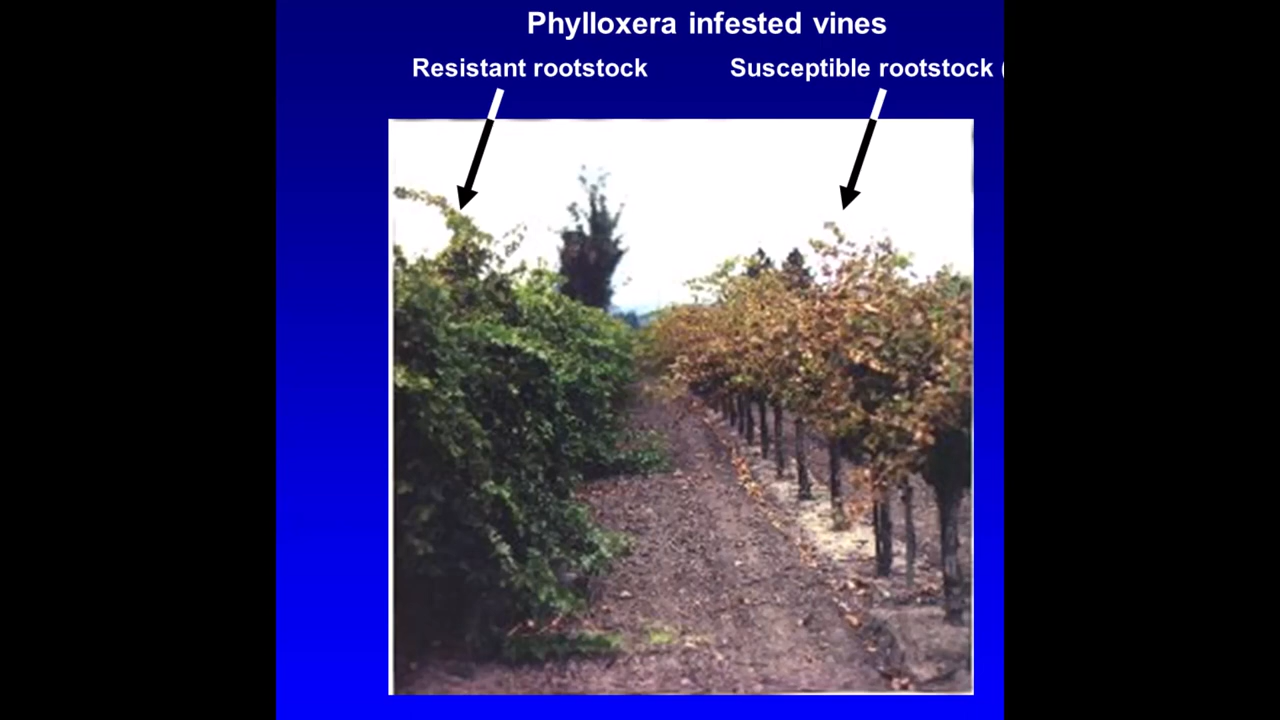 Phylloxera infested vines
Resistant rootstock
Susceptible rootstock (